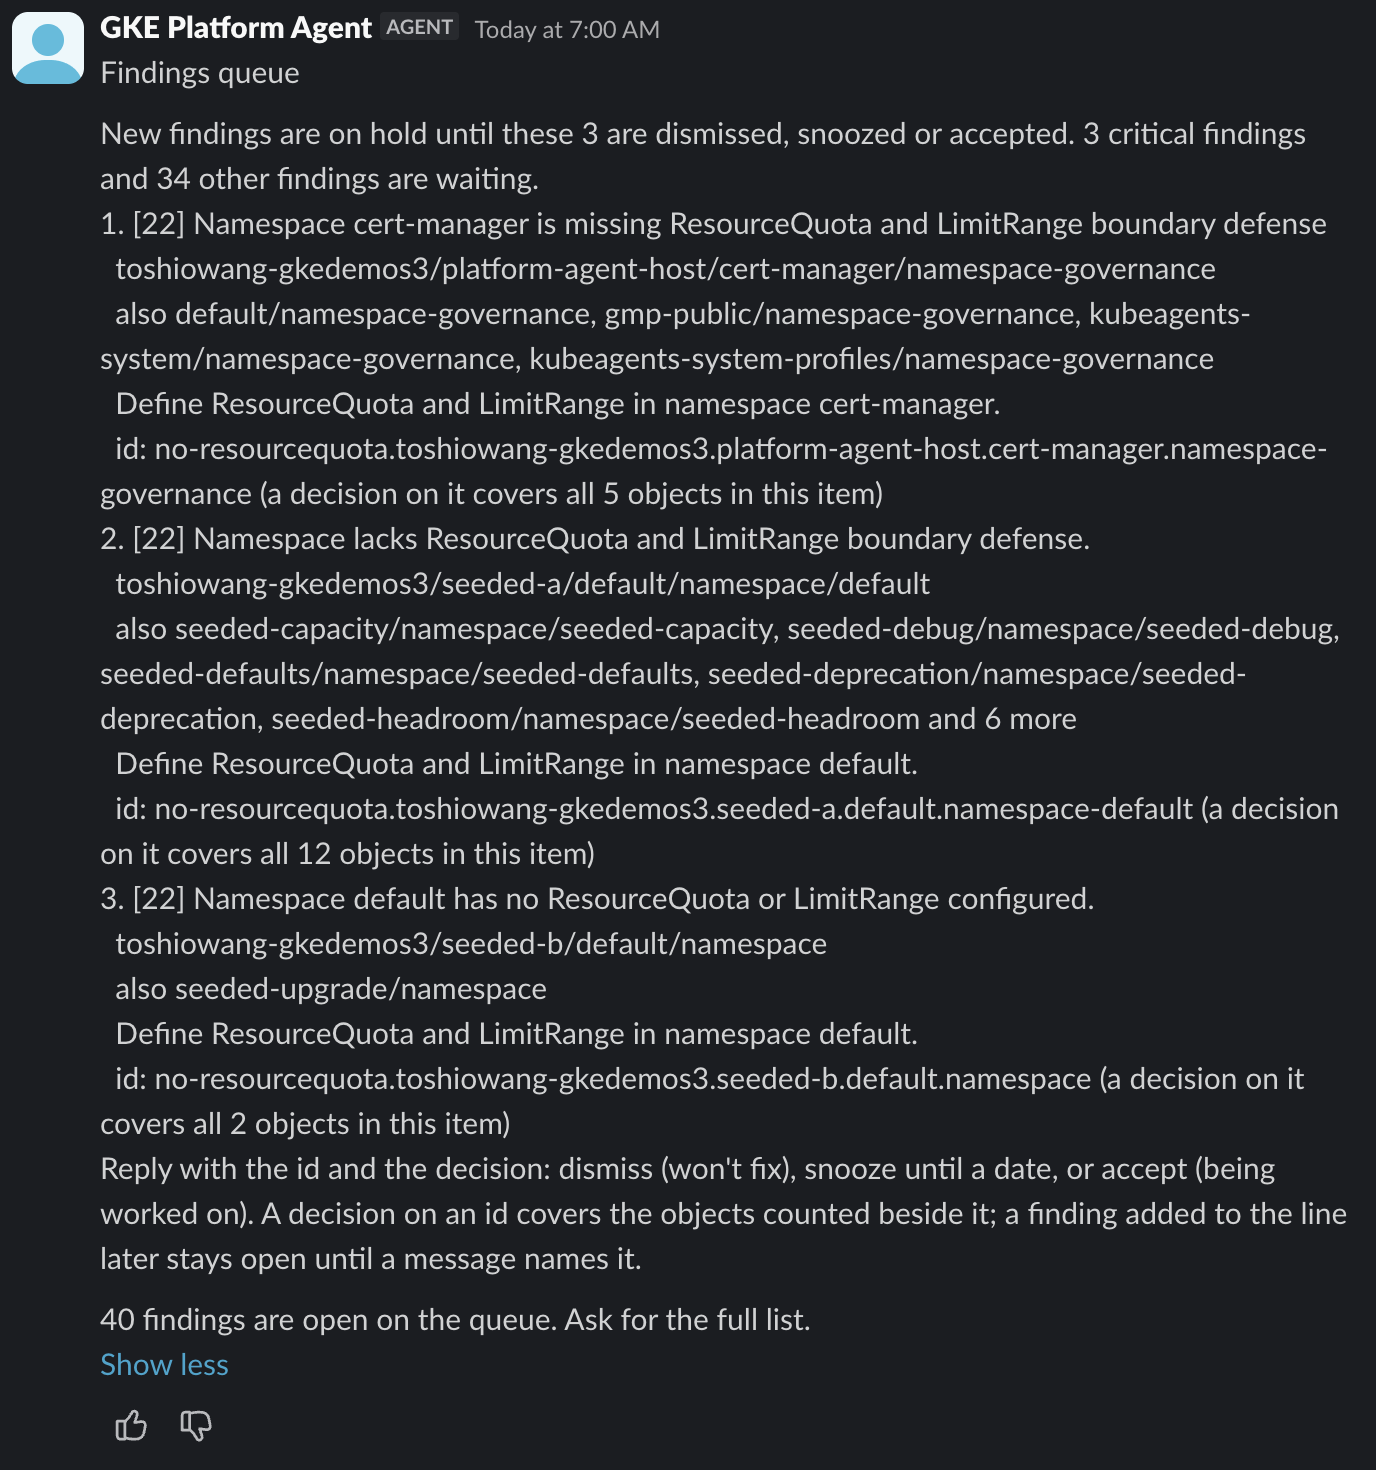 GKE Platform Agent AGENT Today at 7:00 AM
Findings queue
New findings are on hold until these 3 are dismissed, snoozed or accepted. 3 critical findings
and 34 other findings are waiting.
1. [22] Namespace cert-manager is missing ResourceQuota and LimitRange boundary defense
toshiowang-gkedemos3/platform-agent-host/cert-manager/namespace-governance
also default/namespace-governance, gmp-public/namespace-governance, kubeagents-
system/namespace-governance, kubeagents-system-profiles/namespace-governance
Define ResourceQuota and LimitRange in namespace cert-manager.
id: no-resourcequota.toshiowang-gkedemos3.platform-agent-host.cert-manager.namespace-
governance (a decision on it covers all 5 objects in this item)
2. [22] Namespace lacks ResourceQuota and LimitRange boundary defense.
toshiowang-gkedemos3/seeded-a/default/namespace/default
also seeded-capacity/namespace/seeded-capacity, seeded-debug/namespace/seeded-debug,
seeded-defaults/namespace/seeded-defaults, seeded-deprecation/namespace/seeded-
deprecation, seeded-headroom/namespace/seeded-headroom and 6 more
Define ResourceQuota and LimitRange in namespace default.
id: no-resourcequota.toshiowang-gkedemos3.seeded-a.default.namespace-default (a decision
on it covers all 12 objects in this item)
3. [22] Namespace default has no ResourceQuota or LimitRange configured.
toshiowang-gkedemos3/seeded-b/default/namespace
also seeded-upgrade/namespace
Define ResourceQuota and LimitRange in namespace default.
id: no-resourcequota.toshiowang-gkedemos3.seeded-b.default.namespace (a decision on it
covers all 2 objects in this item)
Reply with the id and the decision: dismiss (won't fix), snooze until a date, or accept (being
worked on). A decision on an id covers the objects counted beside it; a finding added to the line
later stays open until a message names it.
40 findings are open on the queue. Ask for the full list.
Show less